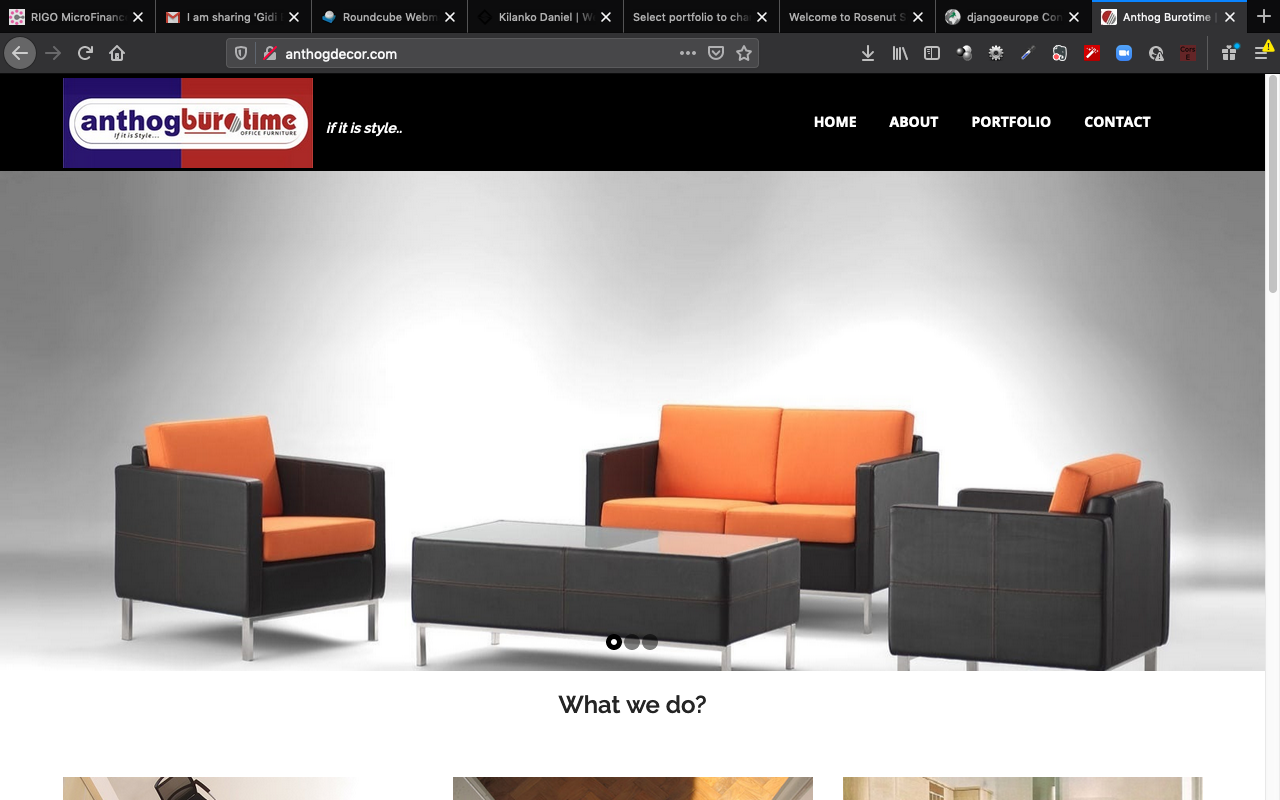 RIGO MicroFinanc
I am sharing 'Gidi
Roundcube Webm
Kilanko Daniel | W
Select portfolio to cha
Welcome to Rosenut S
djangoeurope Con
Anthog Burotime |
anthogdecor.com
anthogburotime
If it is Style...
OFFICE FURNITURE
if it is style..
HOME
ABOUT
PORTFOLIO
CONTACT
What we do?